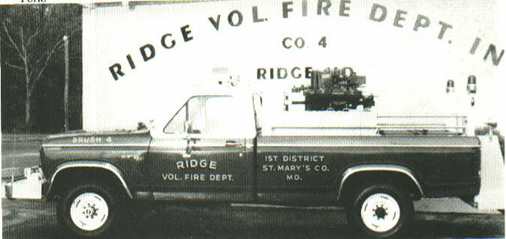 RIDGE VOL. FIRE DEPT. IN
CO. 4
RIDGE
BRUSH 4
RIDGE
VOL. FIRE DEPT.
1ST DISTRICT
ST. MARY'S CO.
MD.